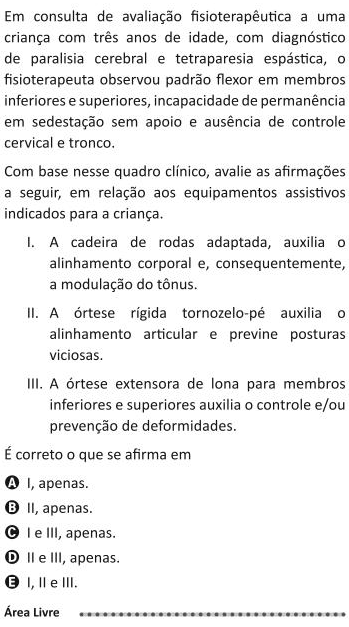 Em consulta de avaliação fisioterapêutica a uma
criança com três anos de idade, com diagnóstico
de paralisia cerebral e tetraparesia espástica, o
fisioterapeuta observou padrão flexor em membros
inferiores e superiores, incapacidade de permanência
em sedestação sem apoio e ausência de controle
cervical e tronco.
Com base nesse quadro clínico, avalie as afirmações
a seguir, em relação aos equipamentos assistivos
indicados para a criança.
I. A cadeira de rodas adaptada, auxilia o
alinhamento corporal e, consequentemente,
a modulação do tônus.
II. A órtese rígida tornozelo-pé auxilia o
alinhamento articular e previne posturas
viciosas.
III. A órtese extensora de lona para membros
inferiores e superiores auxilia o controle e/ou
prevenção de deformidades.
É correto o que se afirma em
A I, apenas.
B II, apenas.
C I e III, apenas.
D II e III, apenas.
E I, II e III.
Área Livre